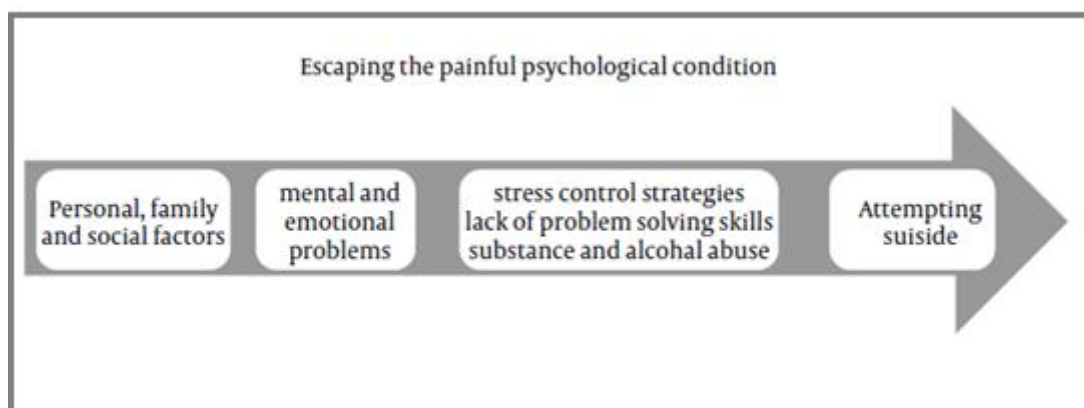 Escaping the painful psychological condition
Personal, family
and social factors
mental and
emotional
problems
stress control strategies
lack of problem solving skills
substance and alcohal abuse
Attempting
suiside